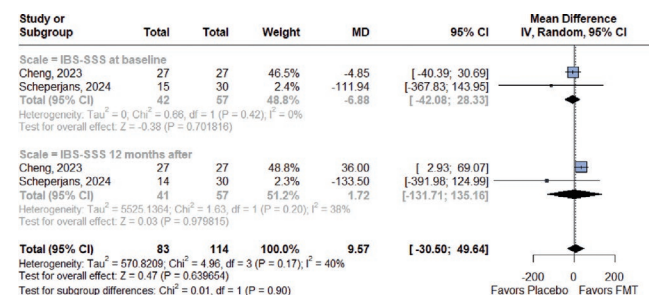 Study or Mean Difference
Subgroup Total Total Weight MD 95% CI IV, Random, 95% CI
Scale = IBS-SSS at baseline
Cheng, 2023 27 27 46.5% -4.85 [ -40.39; 30.69]
Scheperjans, 2024 15 30 2.4% -111.94 [-367.83; 143.95]
Total (95% CI) 42 57 48.8% -6.88 [ -42.08; 28.33]
Heterogeneity: Tau² = 0; Chi² = 0.66, df = 1 (P = 0.42); I² = 0%
Test for overall effect: Z = -0.38 (P = 0.701816)
Scale = IBS-SSS 12 months after
Cheng, 2023 27 27 48.8% 36.00 [ 2.93; 69.07]
Scheperjans, 2024 14 30 2.3% -133.50 [-391.98; 124.99]
Total (95% CI) 41 57 51.2% 1.72 [-131.71; 135.16]
Heterogeneity: Tau² = 5525.1364; Chi² = 1.63, df = 1 (P = 0.20); I² = 38%
Test for overall effect: Z = 0.03 (P = 0.979815)
Total (95% CI) 83 114 100.0% 9.57 [ -30.50; 49.64]
Heterogeneity: Tau² = 570.8209; Chi² = 4.96, df = 3 (P = 0.17); I² = 40%
Test for overall effect: Z = 0.47 (P = 0.639654)
Test for subgroup differences: Chi² = 0.01, df = 1 (P = 0.90)
-200 0 200
Favors Placebo Favors FMT